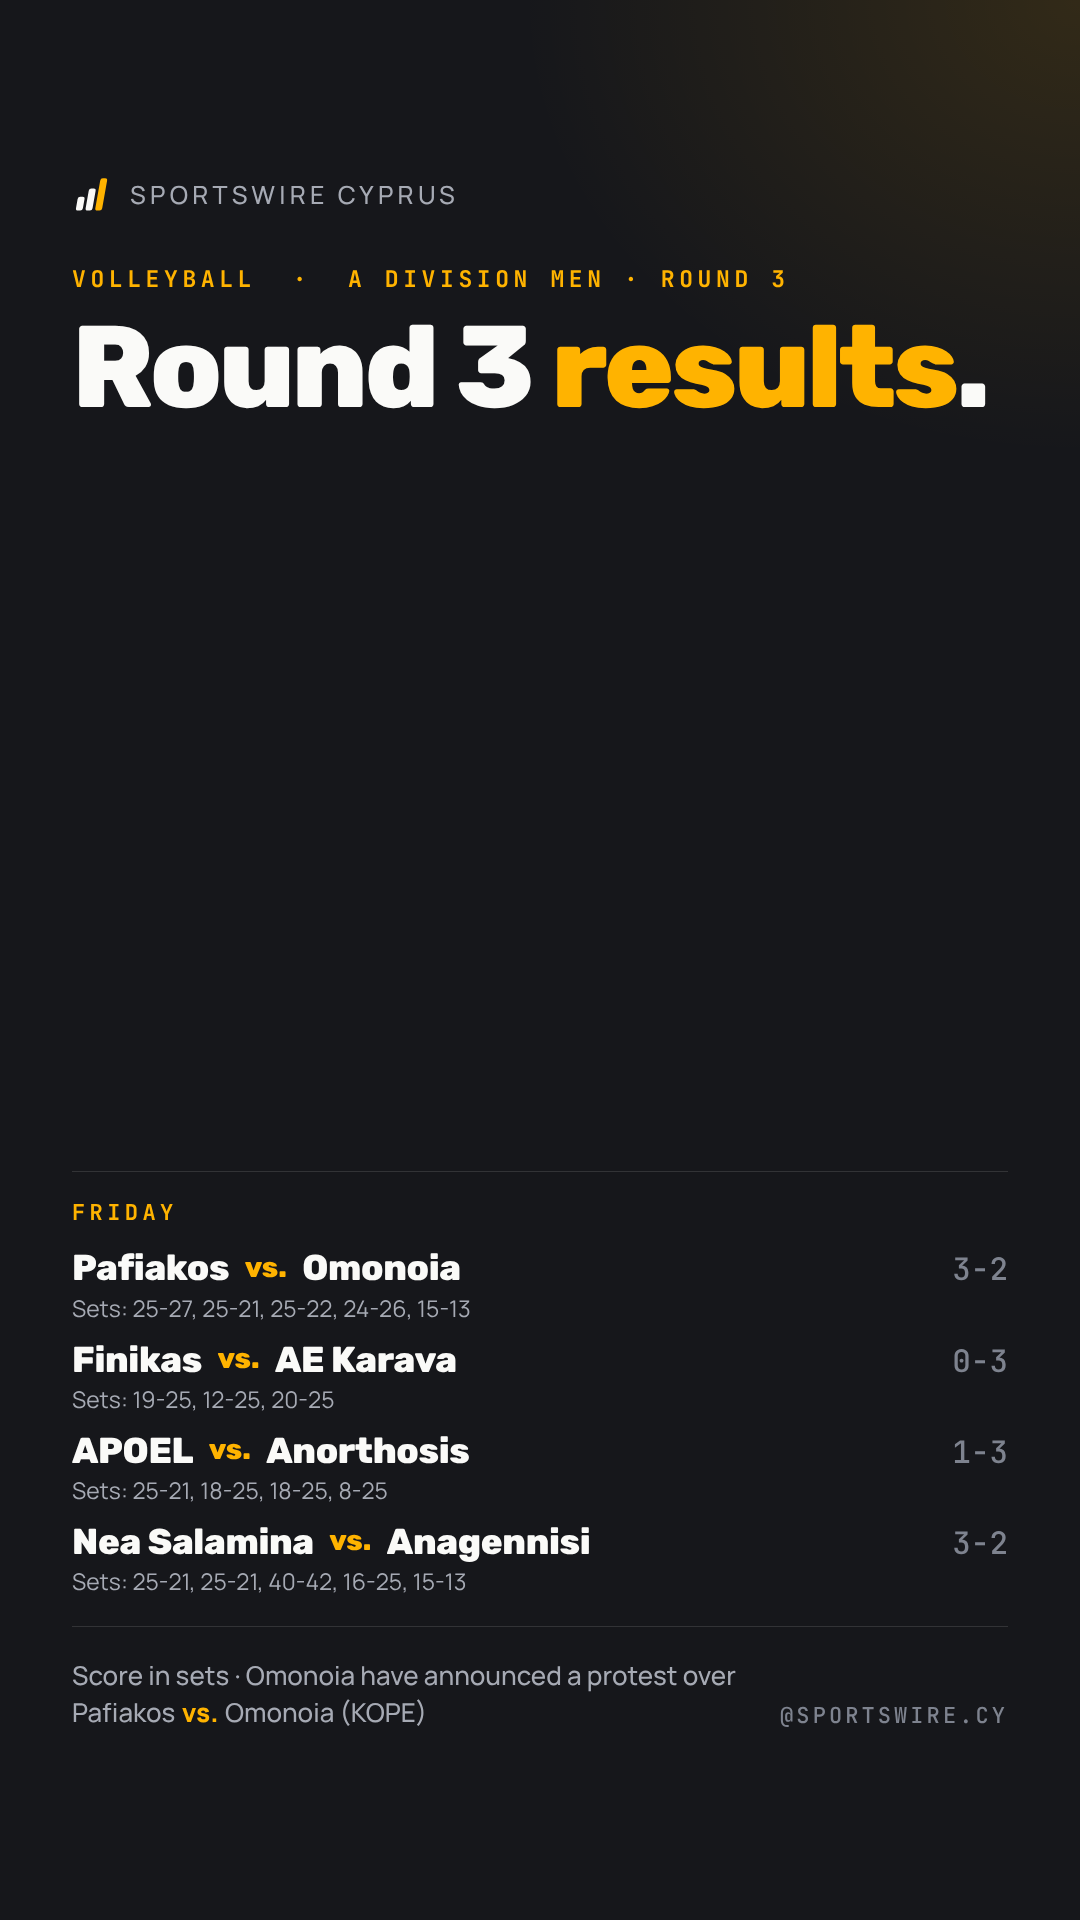 SPORTSWIRE CYPRUS
VOLLEYBALL · A DIVISION MEN · ROUND 3
Round 3 results.
FRIDAY
Pafiakos vs. Omonoia 3-2
Sets: 25-27, 25-21, 25-22, 24-26, 15-13
Finikas vs. AE Karava 0-3
Sets: 19-25, 12-25, 20-25
APOEL vs. Anorthosis 1-3
Sets: 25-21, 18-25, 18-25, 8-25
Nea Salamina vs. Anagennisi 3-2
Sets: 25-21, 25-21, 40-42, 16-25, 15-13
Score in sets · Omonoia have announced a protest over
Pafiakos vs. Omonoia (KOPE)
@SPORTSWIRE.CY